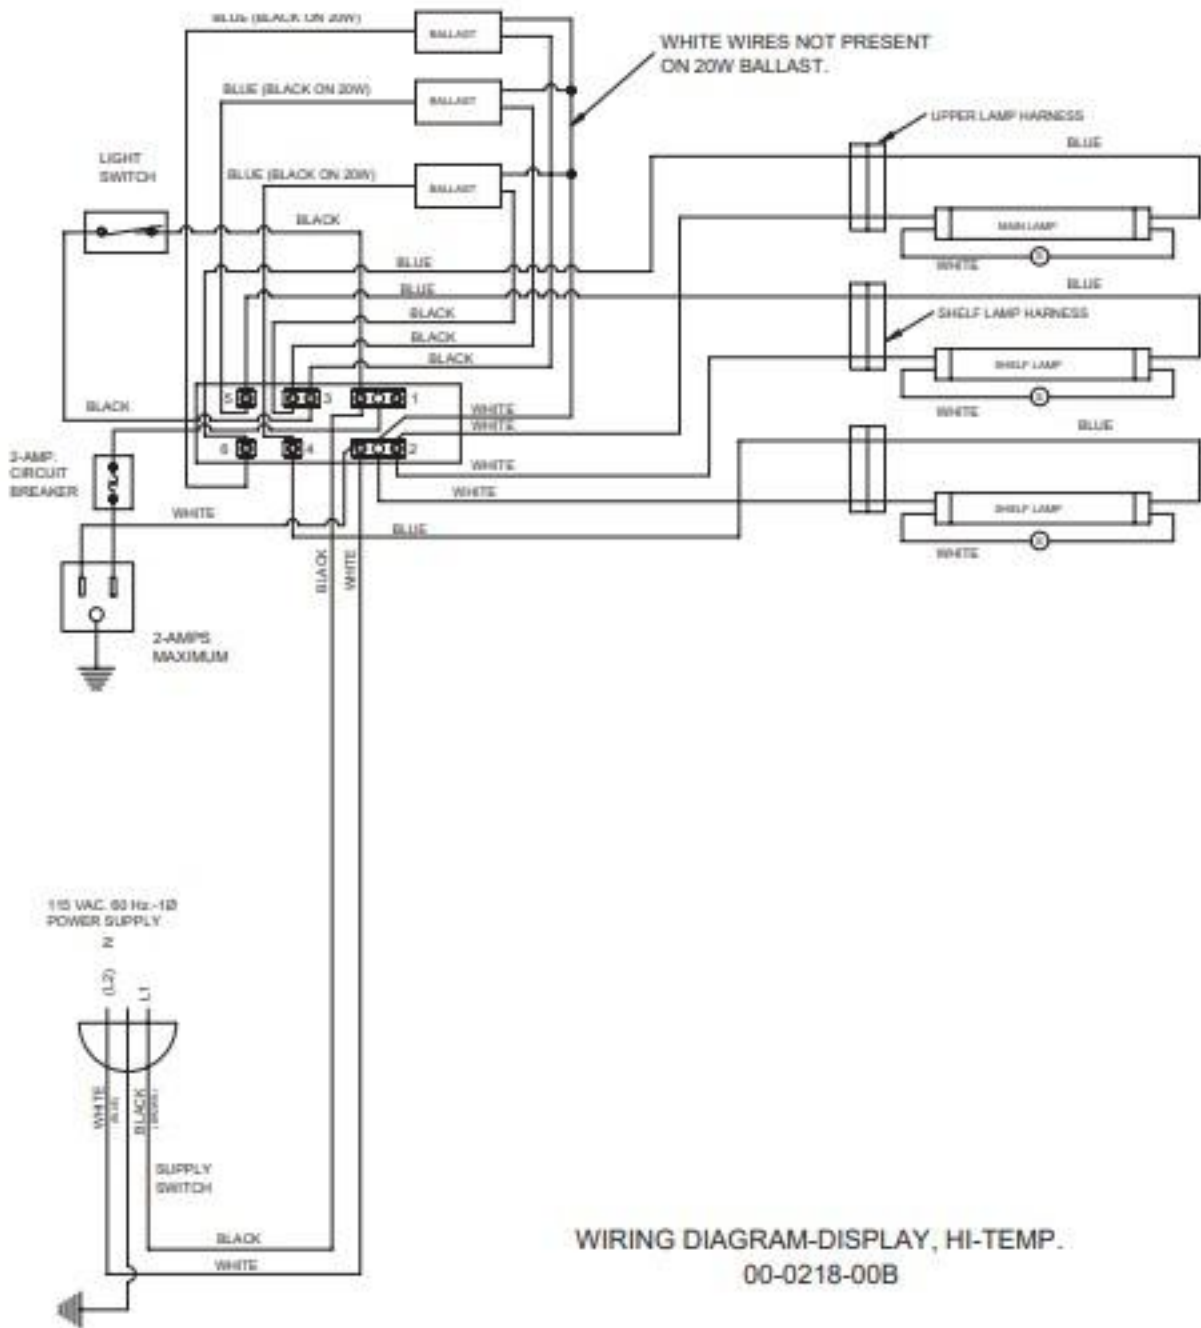 BLUE (BLACK ON 20W)
BALLAST
WHITE WIRES NOT PRESENT
ON 20W BALLAST.
BLUE (BLACK ON 20W)
BALLAST
UPPER LAMP HARNESS
BLUE
LIGHT
SWITCH
BLUE (BLACK ON 20W)
BALLAST
BLACK
MAIN LAMP
WHITE
BLUE
BLUE
BLUE
BLACK
SHELF LAMP HARNESS
BLACK
BLACK
SHELF LAMP
5
3
1
BLACK
WHITE
WHITE
WHITE
BLUE
6
4
2
2-AMP.
CIRCUIT
BREAKER
WHITE
WHITE
WHITE
SHELF LAMP
BLUE
WHITE
BLACK
WHITE
2-AMPS
MAXIMUM
115 VAC. 60 Hz.-1Ø
POWER SUPPLY
N
(L2)
L1
WHITE
BLACK
SUPPLY
SWITCH
BLACK
WHITE
WIRING DIAGRAM-DISPLAY, HI-TEMP.
00-0218-00B